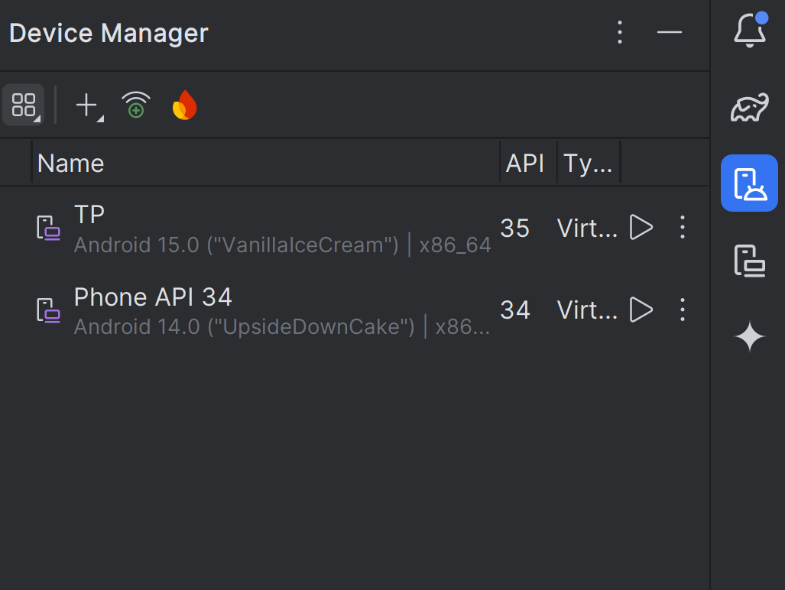 Device Manager
Name API Ty...
TP
Android 15.0 ("VanillaIceCream") | x86_64
35 Virt...
Phone API 34
Android 14.0 ("UpsideDownCake") | x86...
34 Virt...